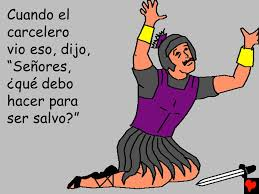 Cuando el
carcelero
vio eso, dijo,
“Señores,
¿qué debo
hacer para
ser salvo?”